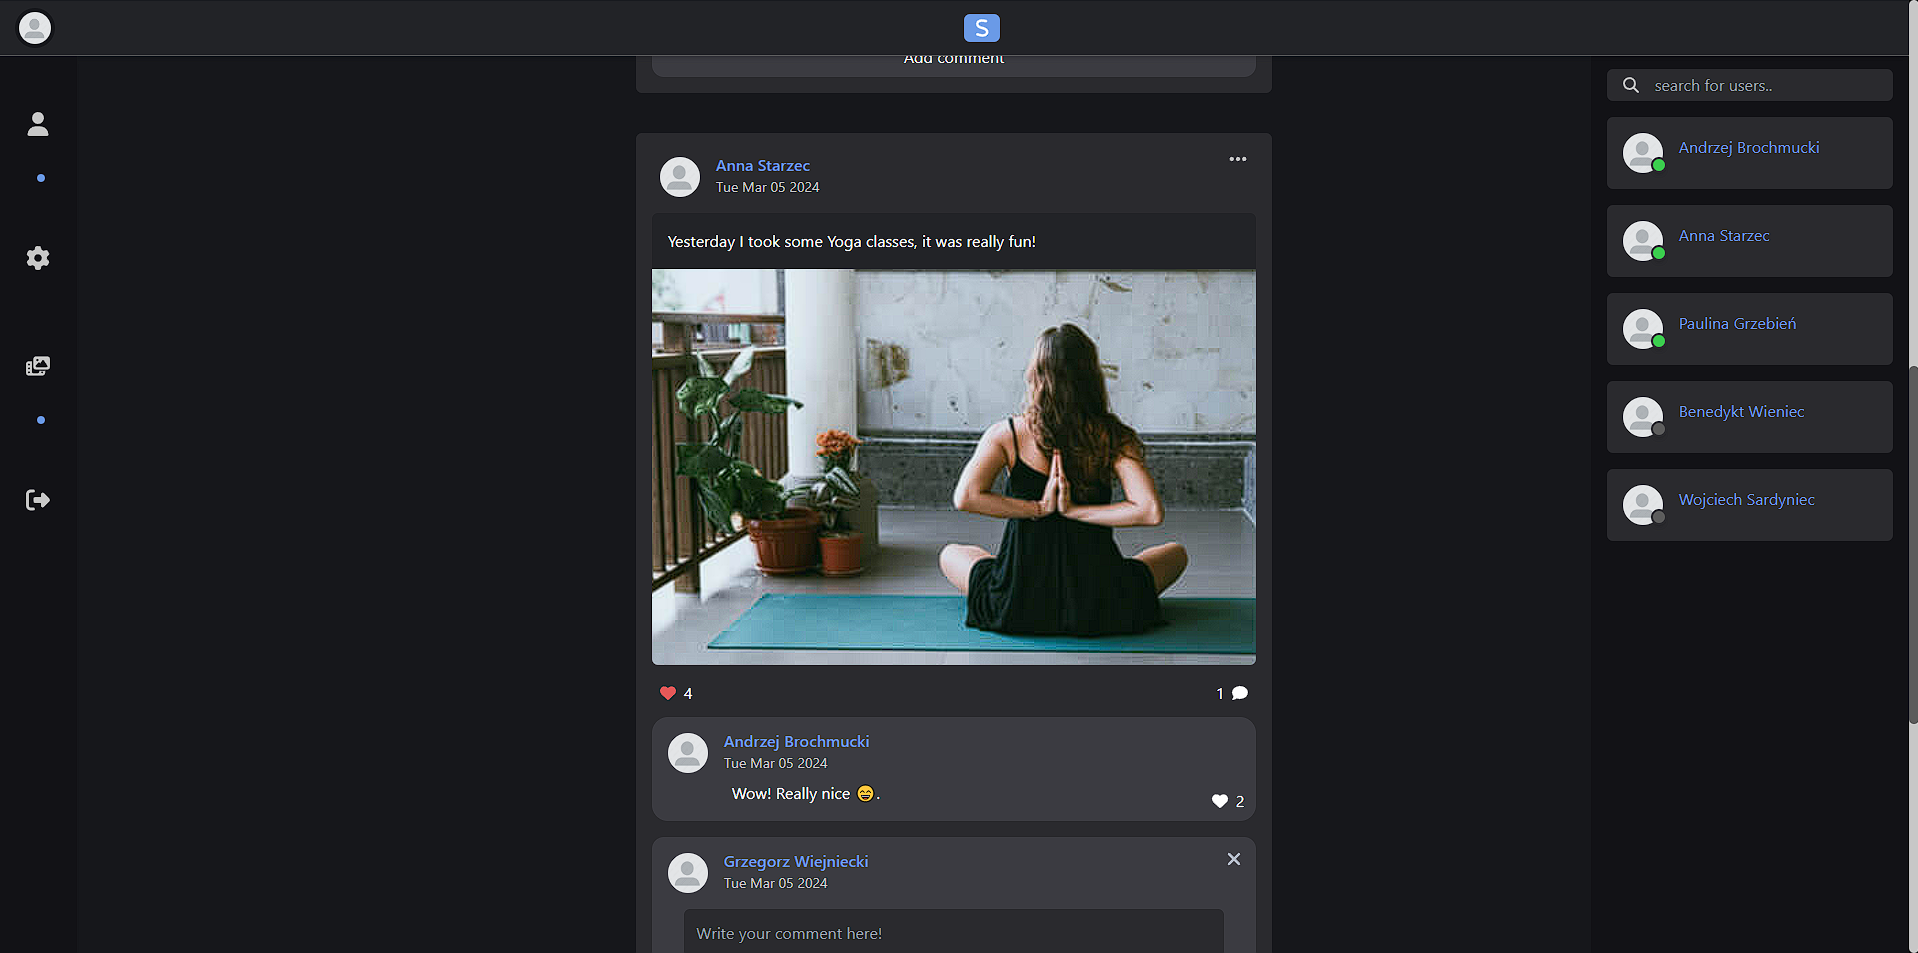 S
Add comment
Anna Starzec
Tue Mar 05 2024
Yesterday I took some Yoga classes, it was really fun!
4
1
Andrzej Brochmucki
Tue Mar 05 2024
Wow! Really nice 😄.
2
Grzegorz Wiejniecki
Tue Mar 05 2024
Write your comment here!
search for users..
Andrzej Brochmucki
Anna Starzec
Paulina Grzebień
Benedykt Wieniec
Wojciech Sardyniec